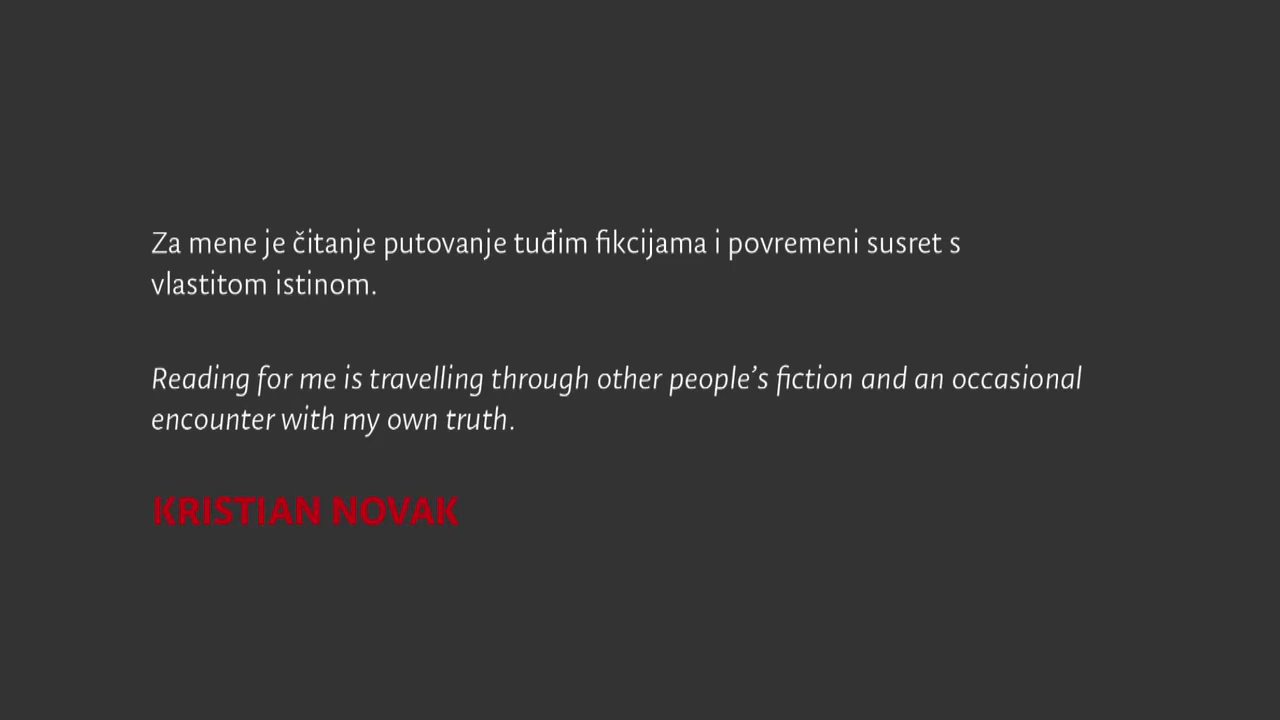 Za mene je čitanje putovanje tuđim fikcijama i povremeni susret s
vlastitom istinom.
Reading for me is travelling through other people’s fiction and an occasional
encounter with my own truth.
KRISTIAN NOVAK